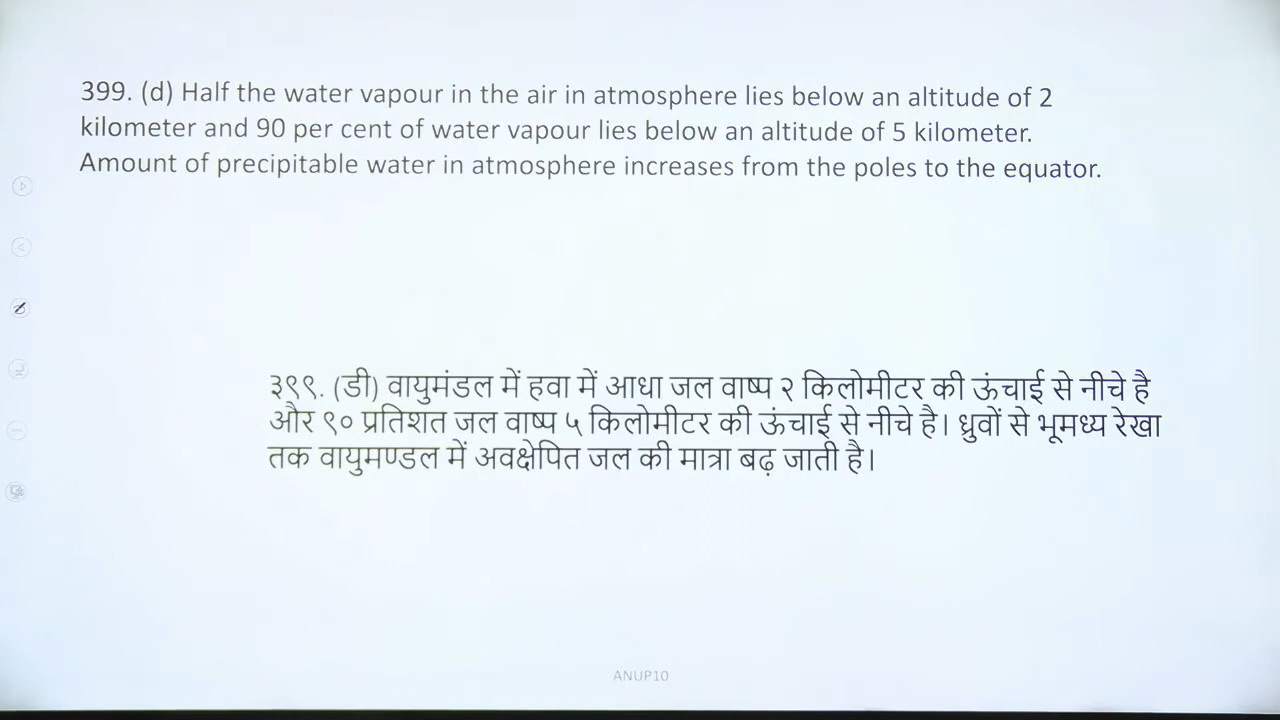 399. (d) Half the water vapour in the air in atmosphere lies below an altitude of 2
kilometer and 90 per cent of water vapour lies below an altitude of 5 kilometer.
Amount of precipitable water in atmosphere increases from the poles to the equator.
३९९. (डी) वायुमंडल में हवा में आधा जल वाष्प २ किलोमीटर की ऊंचाई से नीचे है
और ९० प्रतिशत जल वाष्प ५ किलोमीटर की ऊंचाई से नीचे है। ध्रुवों से भूमध्य रेखा
तक वायुमण्डल में अवक्षेपित जल की मात्रा बढ़ जाती है।
ANUP10